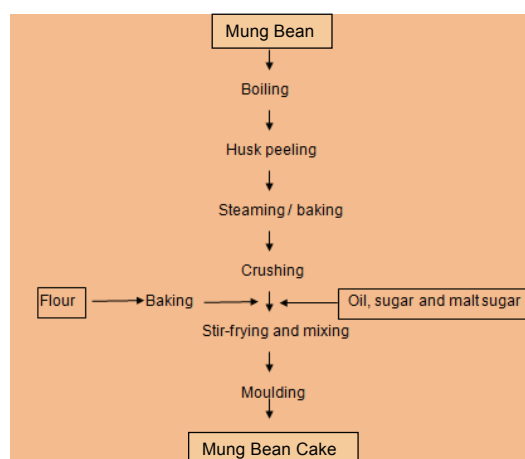 Mung Bean
Boiling
Husk peeling
Steaming / baking
Crushing
Flour
Baking
Oil, sugar and malt sugar
Stir-frying and mixing
Moulding
Mung Bean Cake